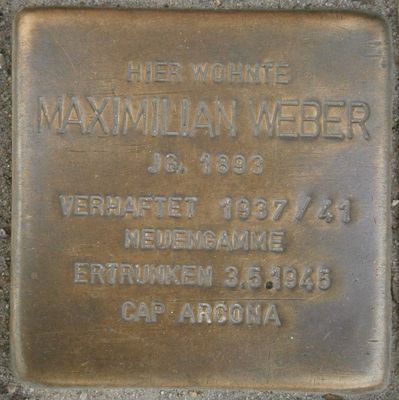 HIER WOHNTE
MAXIMILIAN WEBER
JG. 1893
VERHAFTET 1937/41
NEUENGAMME
ERTRUNKEN 3.5.1945
CAP ARCONA